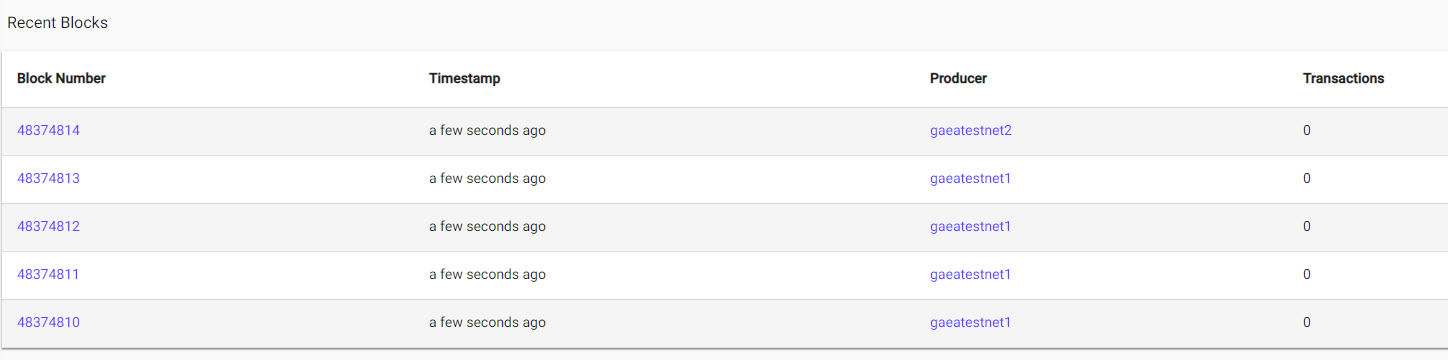 Recent Blocks
Block Number Timestamp Producer Transactions
48374814 a few seconds ago gaeatestnet2 0
48374813 a few seconds ago gaeatestnet1 0
48374812 a few seconds ago gaeatestnet1 0
48374811 a few seconds ago gaeatestnet1 0
48374810 a few seconds ago gaeatestnet1 0